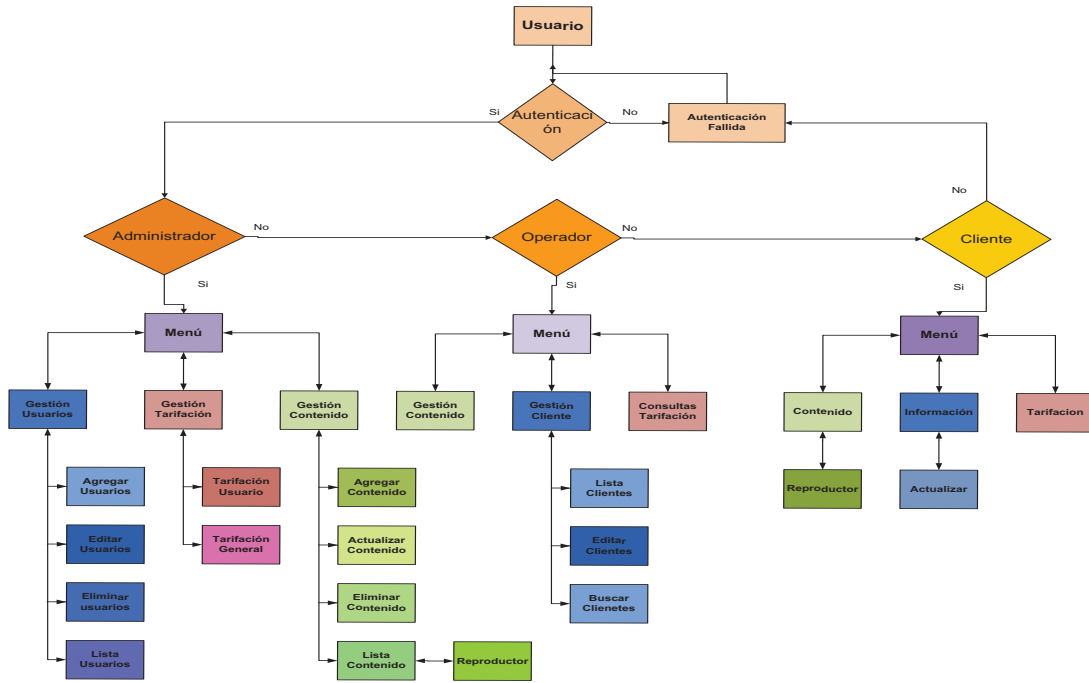 Usuario
Si
Autenticaci
ón
No
Autenticación
Fallida
No
Administrador
No
Operador
No
Cliente
Si
Si
Si
Menú
Menú
Menú
Gestión
Usuarios
Gestión
Tarifación
Gestión
Contenido
Gestión
Contenido
Gestión
Cliente
Consultas
Tarifación
Contenido
Información
Tarifacion
Agregar
Usuarios
Tarifación
Usuario
Agregar
Contenido
Lista
Clientes
Reproductor
Actualizar
Editar
Usuarios
Tarifación
General
Actualizar
Contenido
Editar
Clientes
Eliminar
usuarios
Eliminar
Contenido
Buscar
Clienetes
Lista
Usuarios
Lista
Contenido
Reproductor